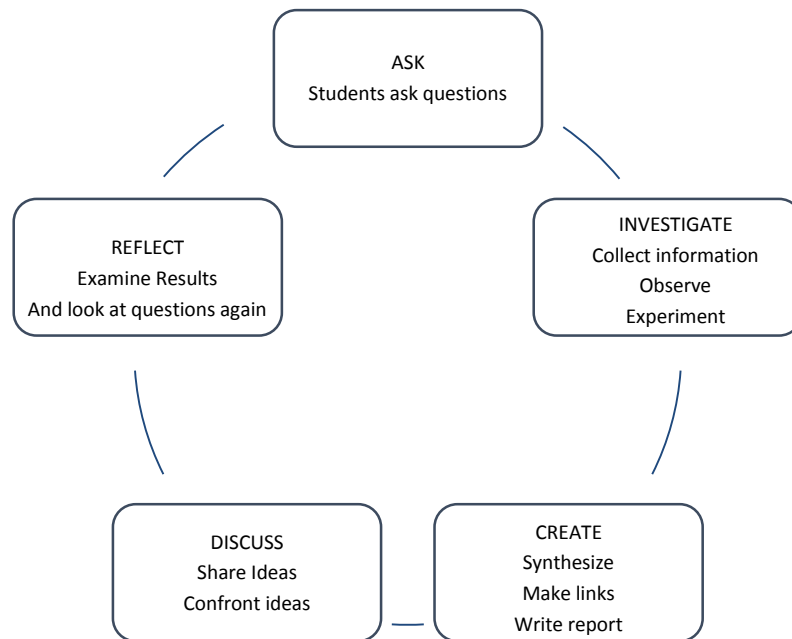 ASK
Students ask questions
INVESTIGATE
Collect information
Observe
Experiment
CREATE
Synthesize
Make links
Write report
DISCUSS
Share Ideas
Confront ideas
REFLECT
Examine Results
And look at questions again